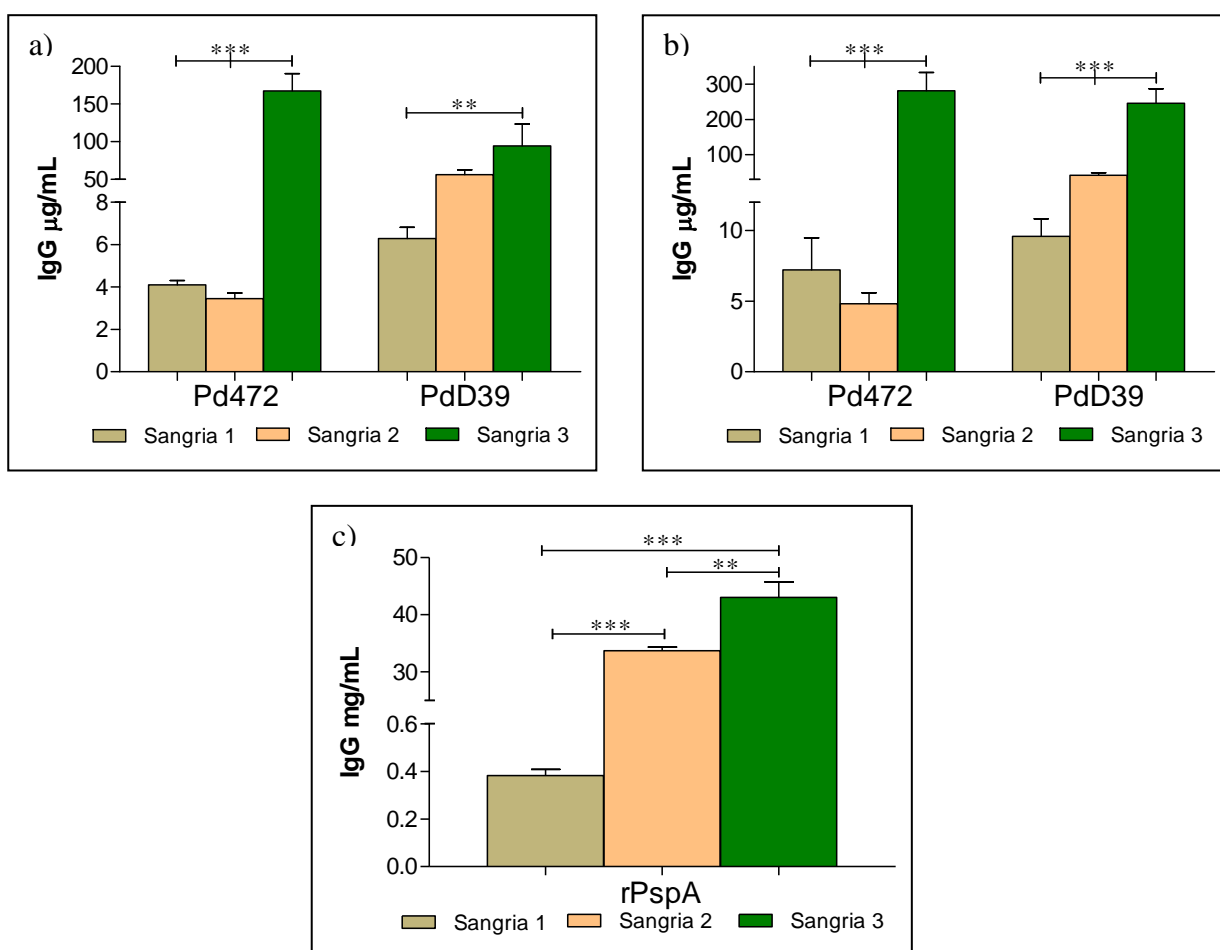 a)
***
**
200
150
100
50
8
6
4
2
0
IgG µg/mL
Pd472 PdD39
Sangria 1 Sangria 2 Sangria 3
b)
***
***
300
200
100
10
5
0
IgG µg/mL
Pd472 PdD39
Sangria 1 Sangria 2 Sangria 3
c)
***
**
***
50
40
30
0.6
0.4
0.2
0.0
IgG mg/mL
rPspA
Sangria 1 Sangria 2 Sangria 3